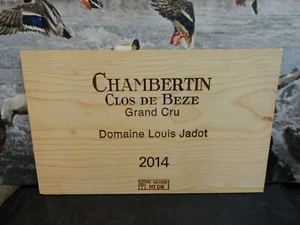 CHAMBERTIN
CLOS DE BEZE
Grand Cru
Domaine Louis Jadot
2014